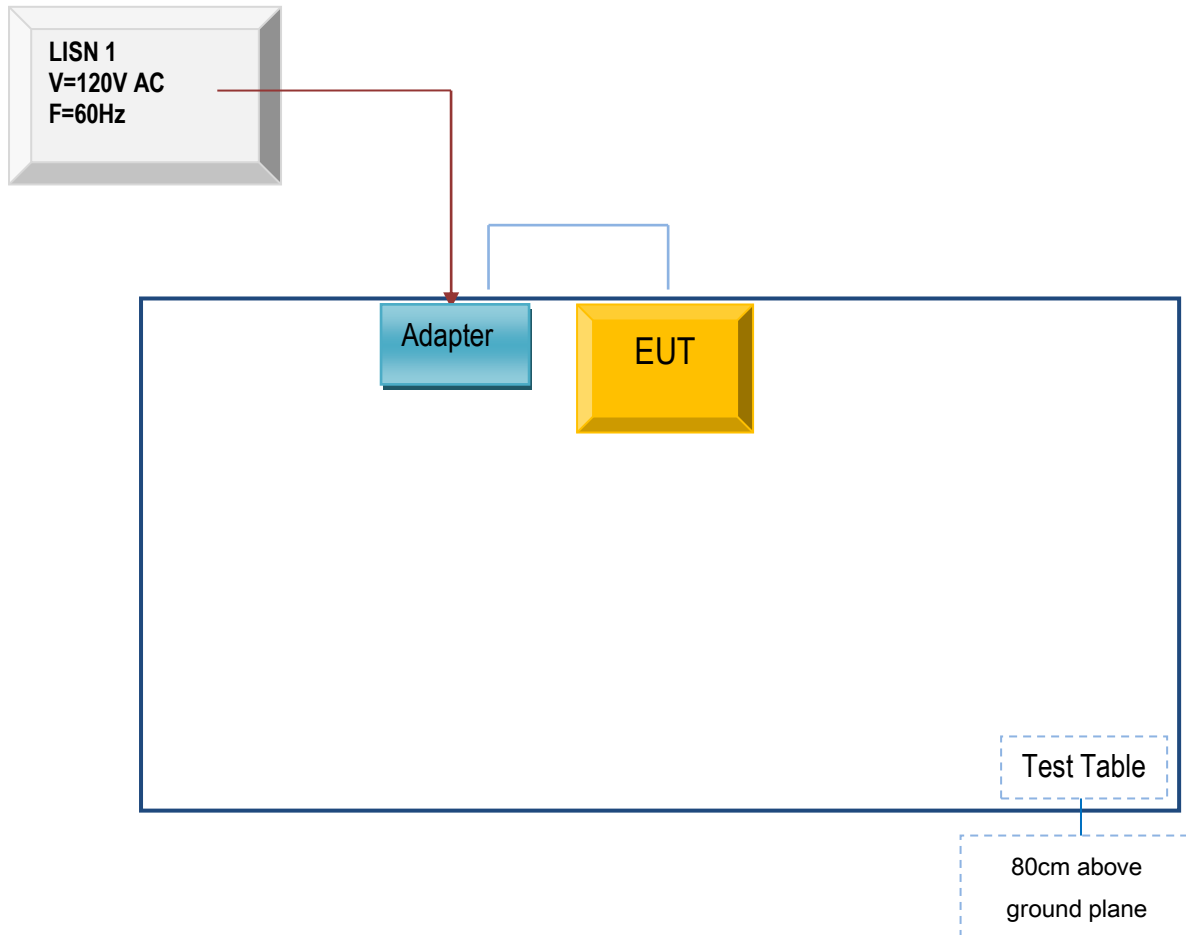 LISN 1
V=120V AC
F=60Hz
Adapter
EUT
Test Table
80cm above
ground plane